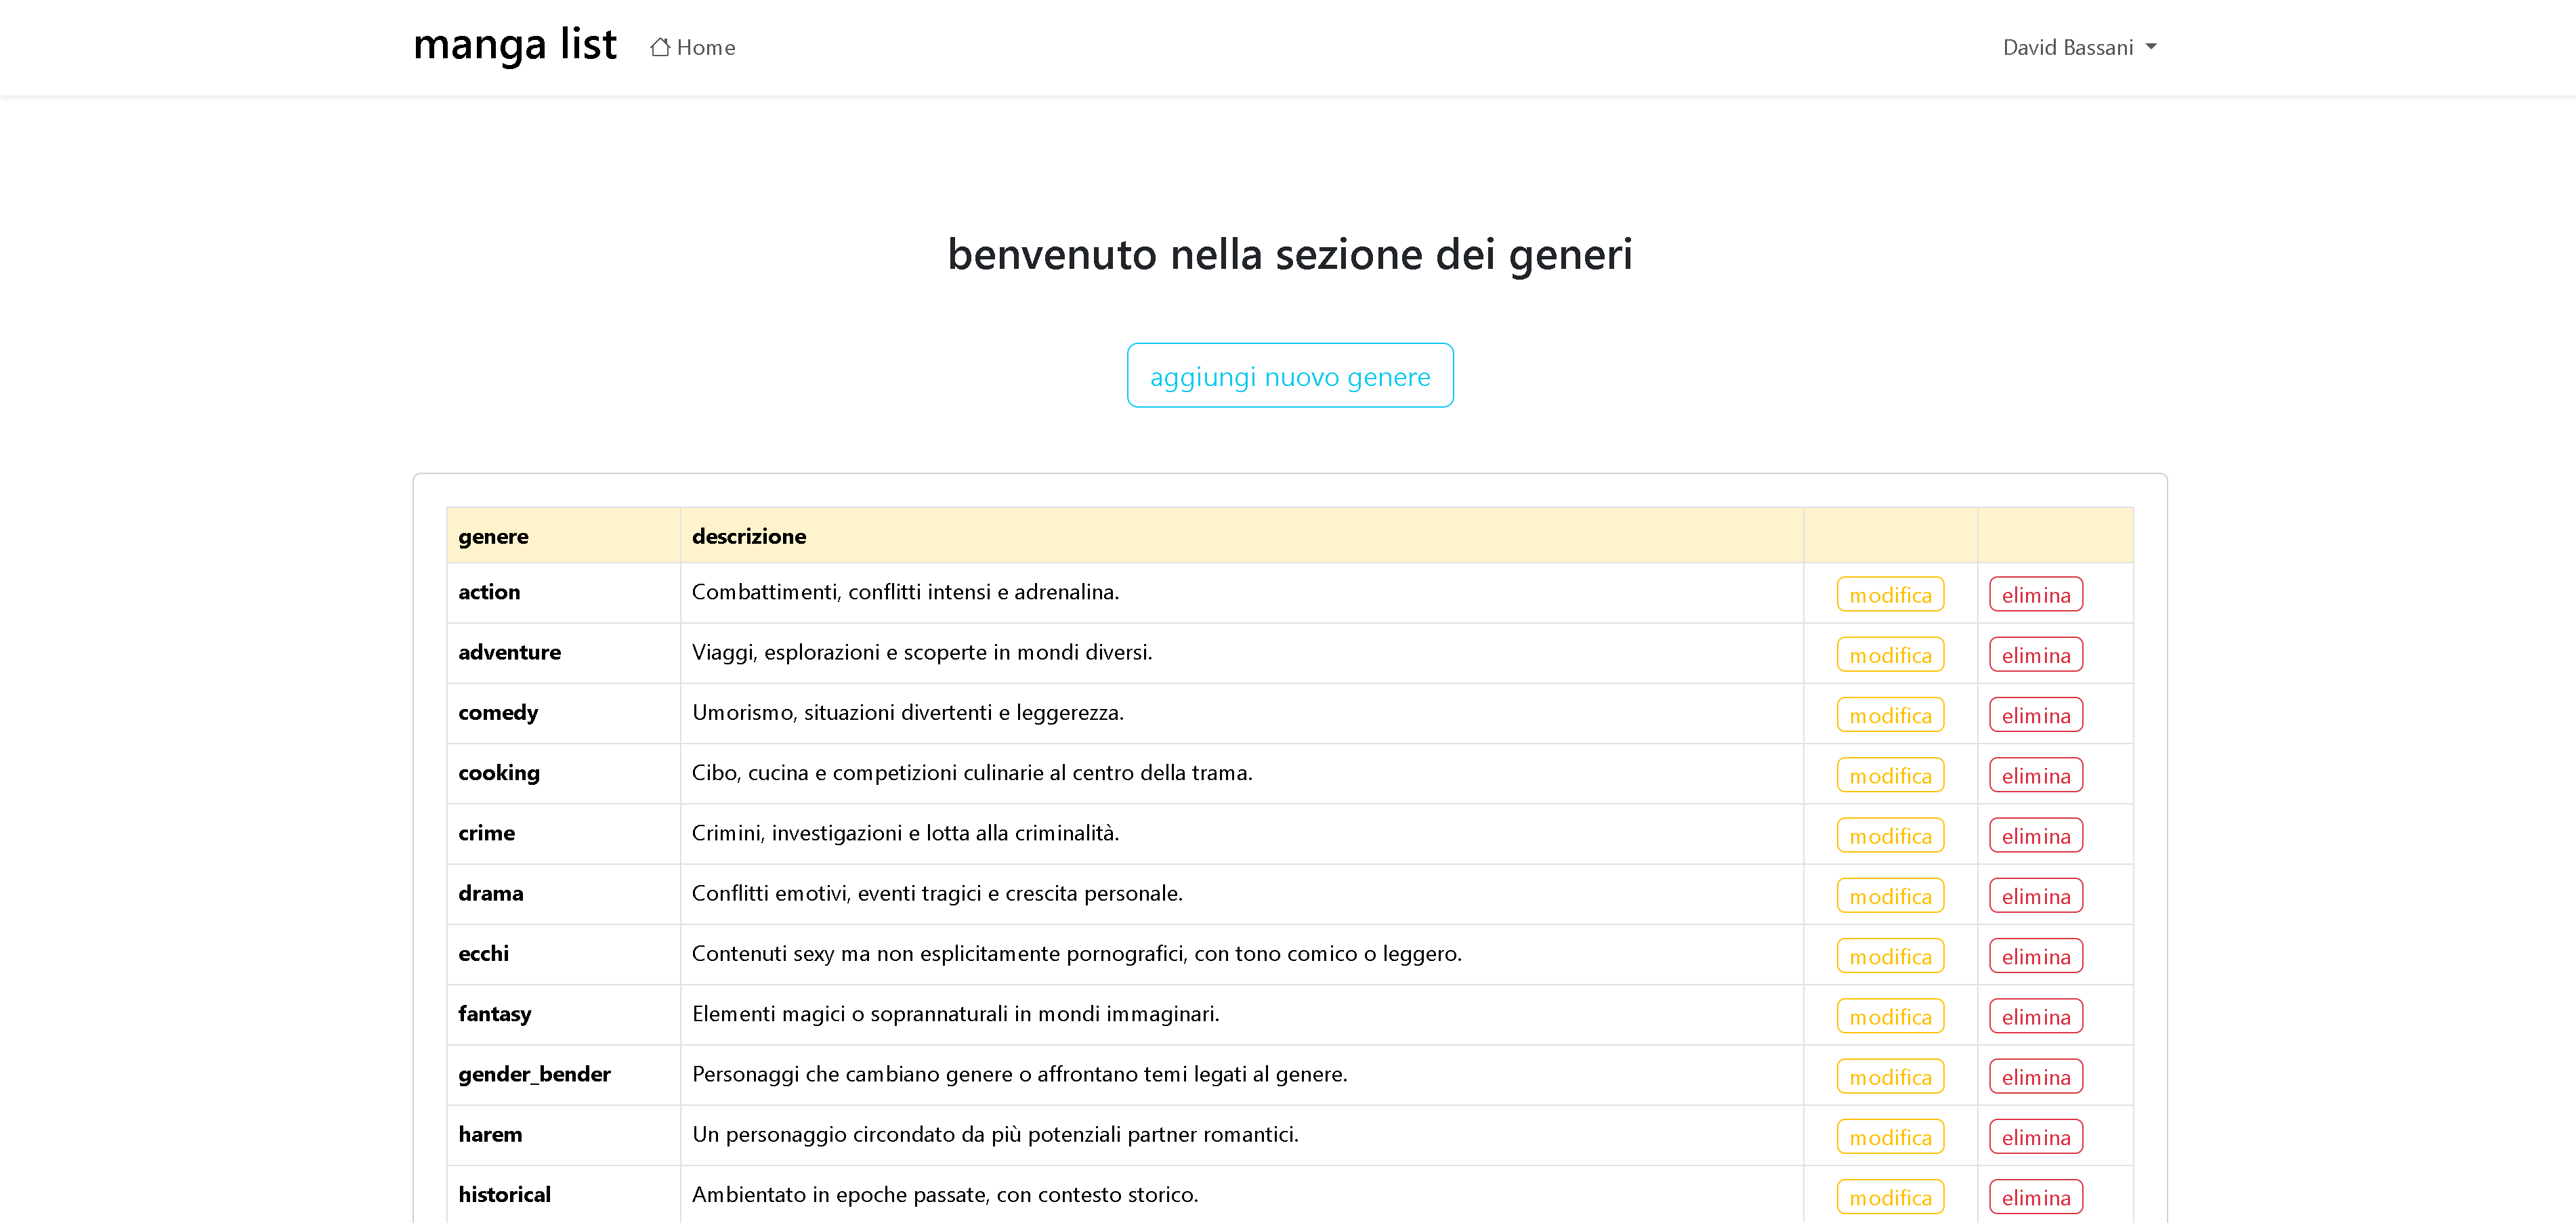 manga list Home David Bassani
benvenuto nella sezione dei generi
aggiungi nuovo genere
genere descrizione
action Combattimenti, conflitti intensi e adrenalina. modifica elimina
adventure Viaggi, esplorazioni e scoperte in mondi diversi. modifica elimina
comedy Umorismo, situazioni divertenti e leggerezza. modifica elimina
cooking Cibo, cucina e competizioni culinarie al centro della trama. modifica elimina
crime Crimini, investigazioni e lotta alla criminalità. modifica elimina
drama Conflitti emotivi, eventi tragici e crescita personale. modifica elimina
ecchi Contenuti sexy ma non esplicitamente pornografici, con tono comico o leggero. modifica elimina
fantasy Elementi magici o soprannaturali in mondi immaginari. modifica elimina
gender_bender Personaggi che cambiano genere o affrontano temi legati al genere. modifica elimina
harem Un personaggio circondato da più potenziali partner romantici. modifica elimina
historical Ambientato in epoche passate, con contesto storico. modifica elimina